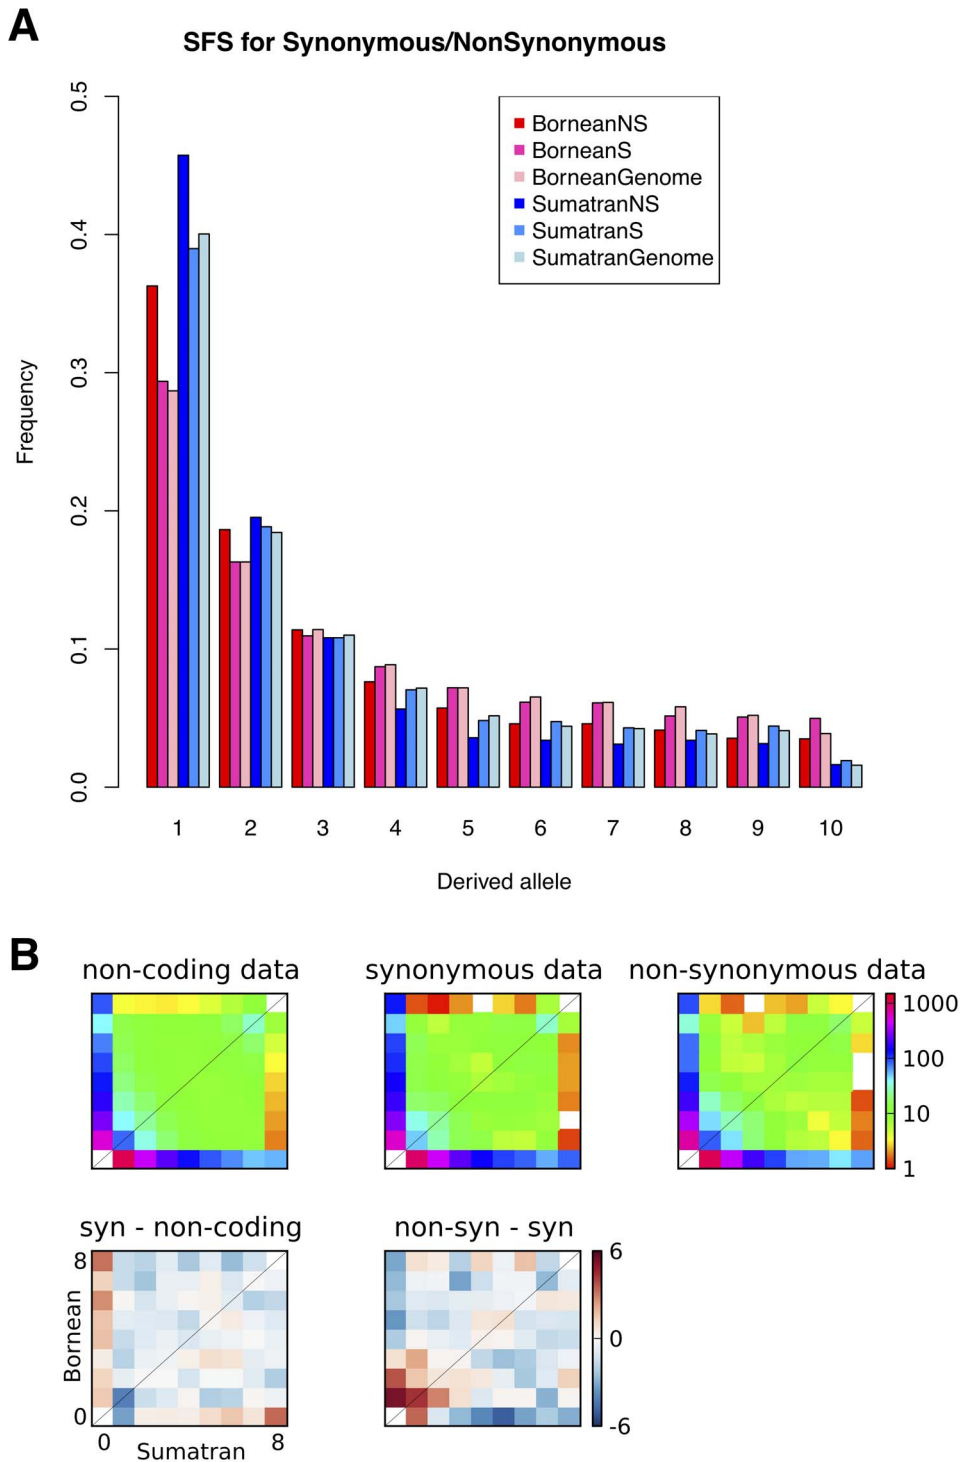 A
SFS for Synonymous/NonSynonymous
0.5
0.4
0.3
0.2
0.1
0.0
Frequency
BorneanNS
BorneanS
BorneanGenome
SumatranNS
SumatranS
SumatranGenome
1 2 3 4 5 6 7 8 9 10
Derived allele
B
non-coding data
synonymous data
non-synonymous data
1000
100
10
1
syn - non-coding
non-syn - syn
8
Bornean
0
0 Sumatran 8
6
0
-6